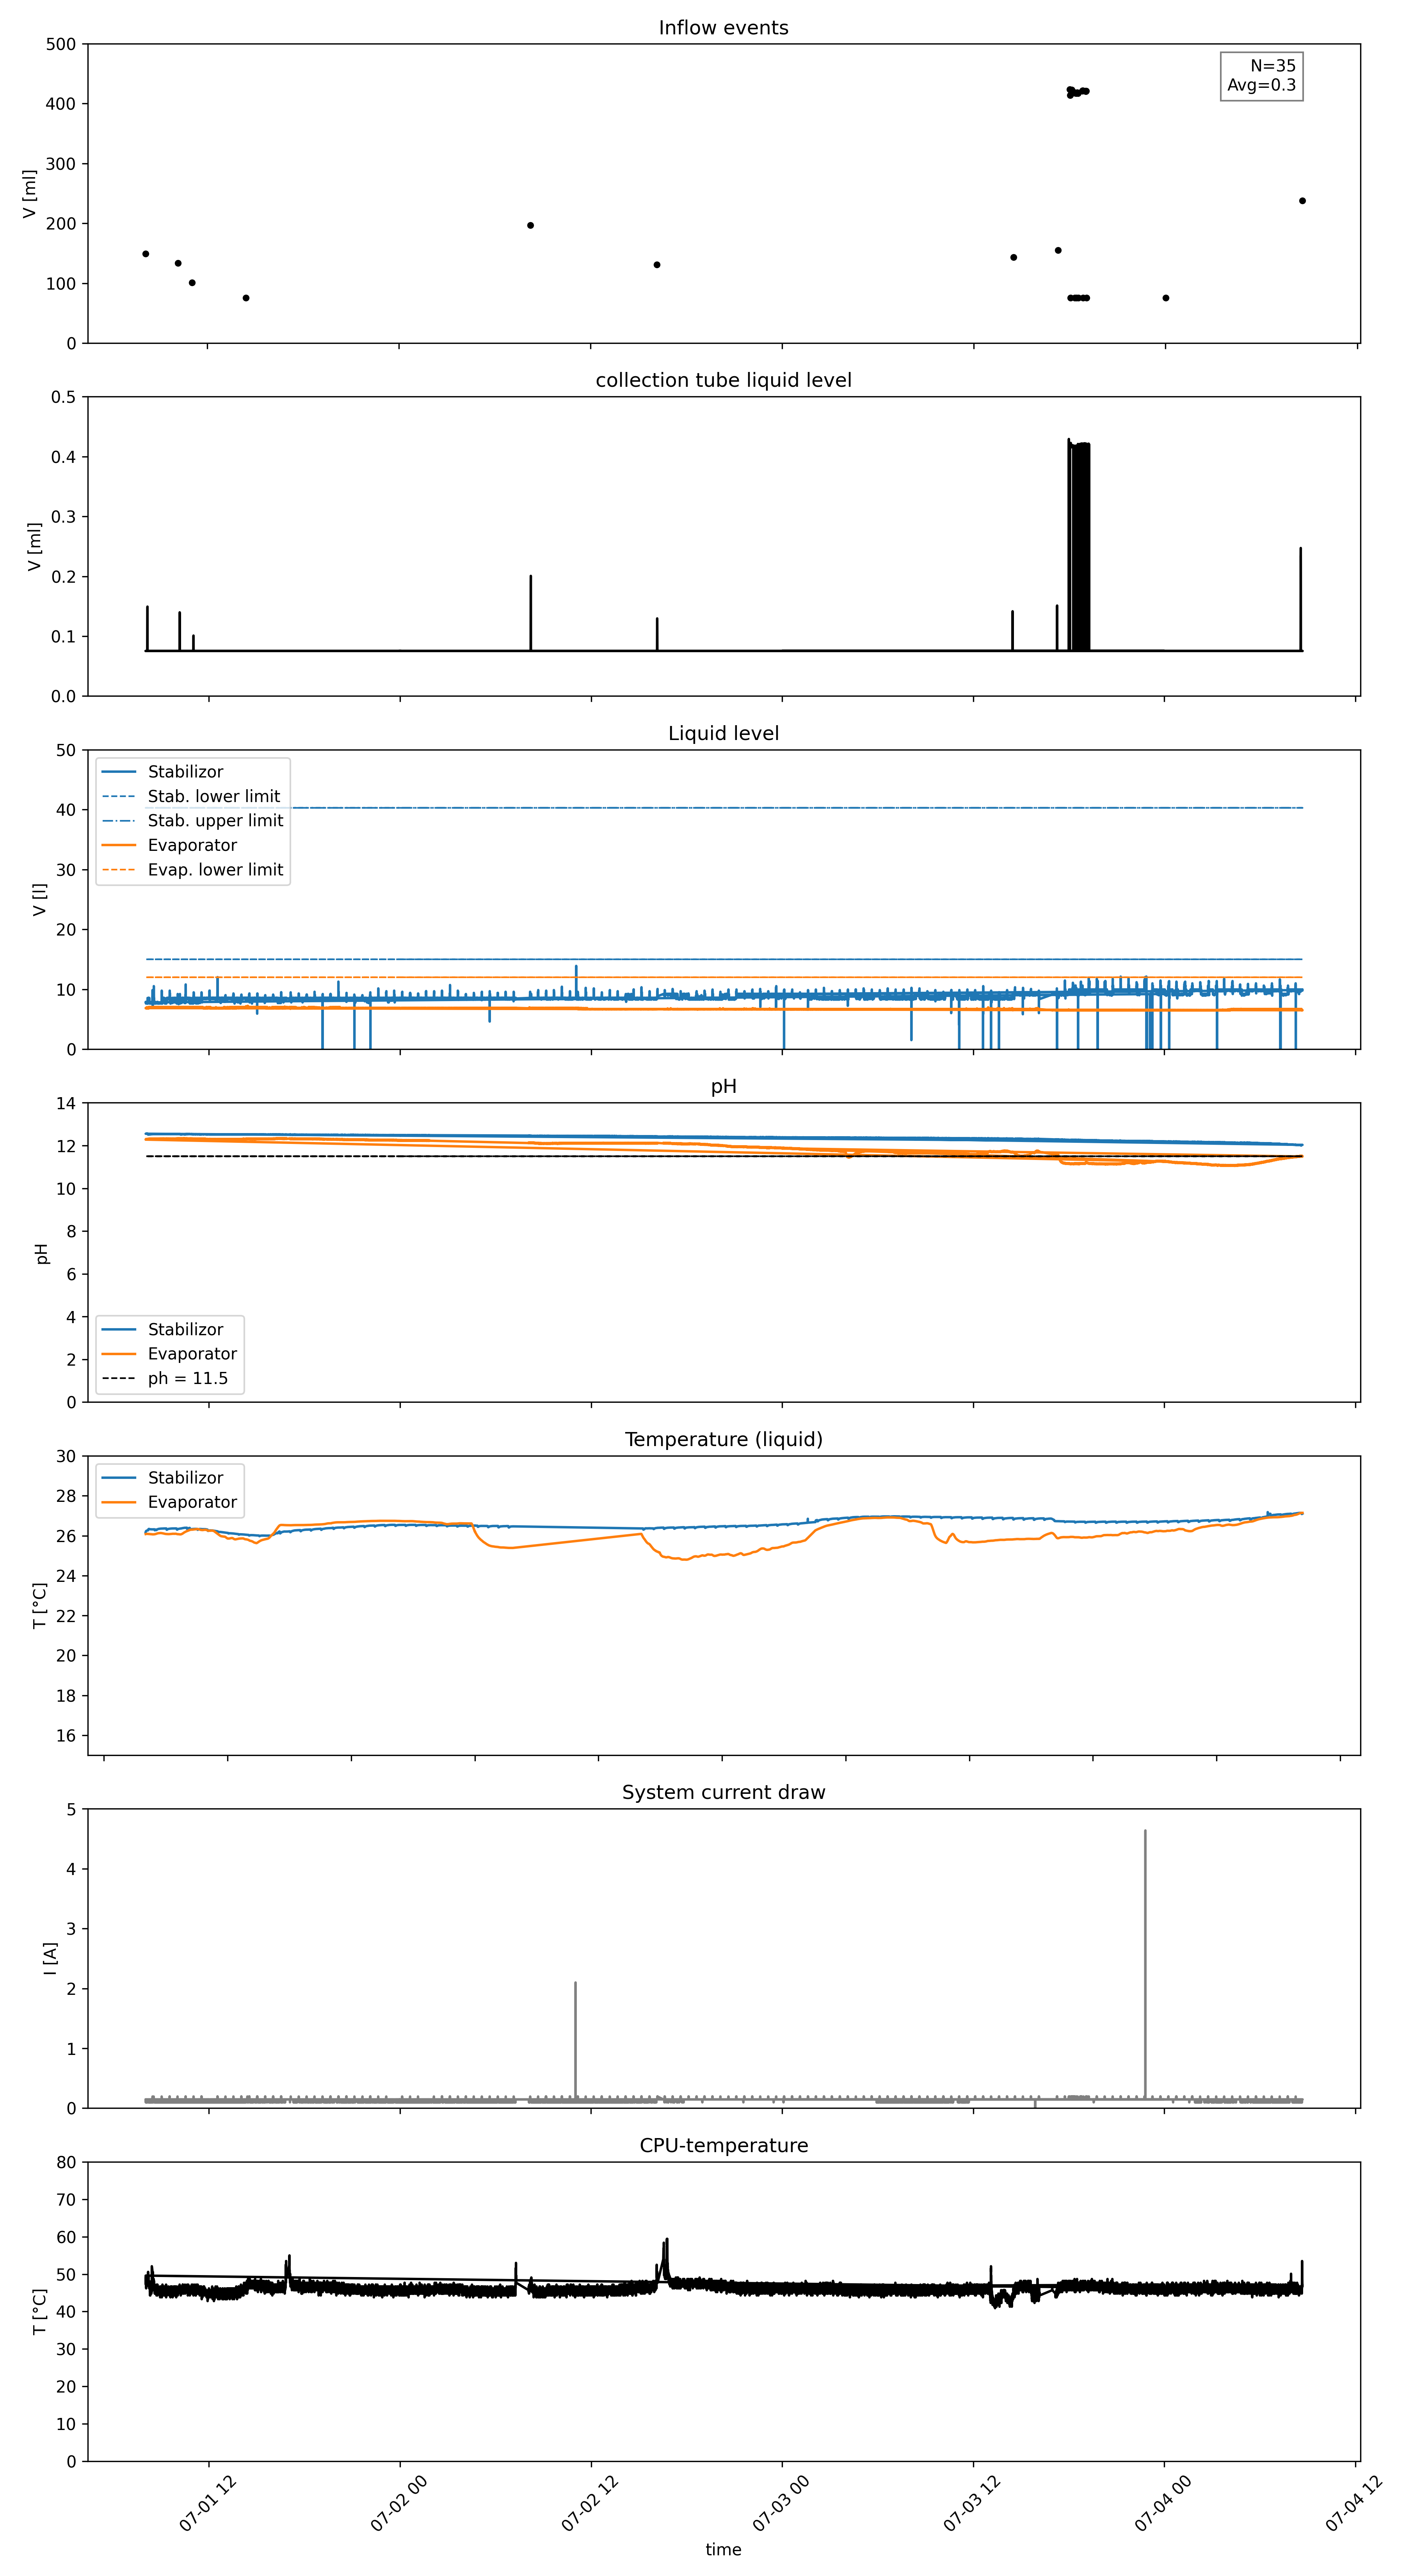 Inflow events
500
400
300
200
100
0
V [ml]
N=35
Avg=0.3
collection tube liquid level
0.5
0.4
0.3
0.2
0.1
0.0
V [ml]
Liquid level
50
40
30
20
10
0
V [l]
Stabilizor
Stab. lower limit
Stab. upper limit
Evaporator
Evap. lower limit
pH
14
12
10
8
6
4
2
0
pH
Stabilizor
Evaporator
ph = 11.5
Temperature (liquid)
30
28
26
24
22
20
18
16
T [°C]
Stabilizor
Evaporator
System current draw
5
4
3
2
1
0
I [A]
CPU-temperature
80
70
60
50
40
30
20
10
0
T [°C]
07-01 12
07-02 00
07-02 12
07-03 00
07-03 12
07-04 00
07-04 12
time